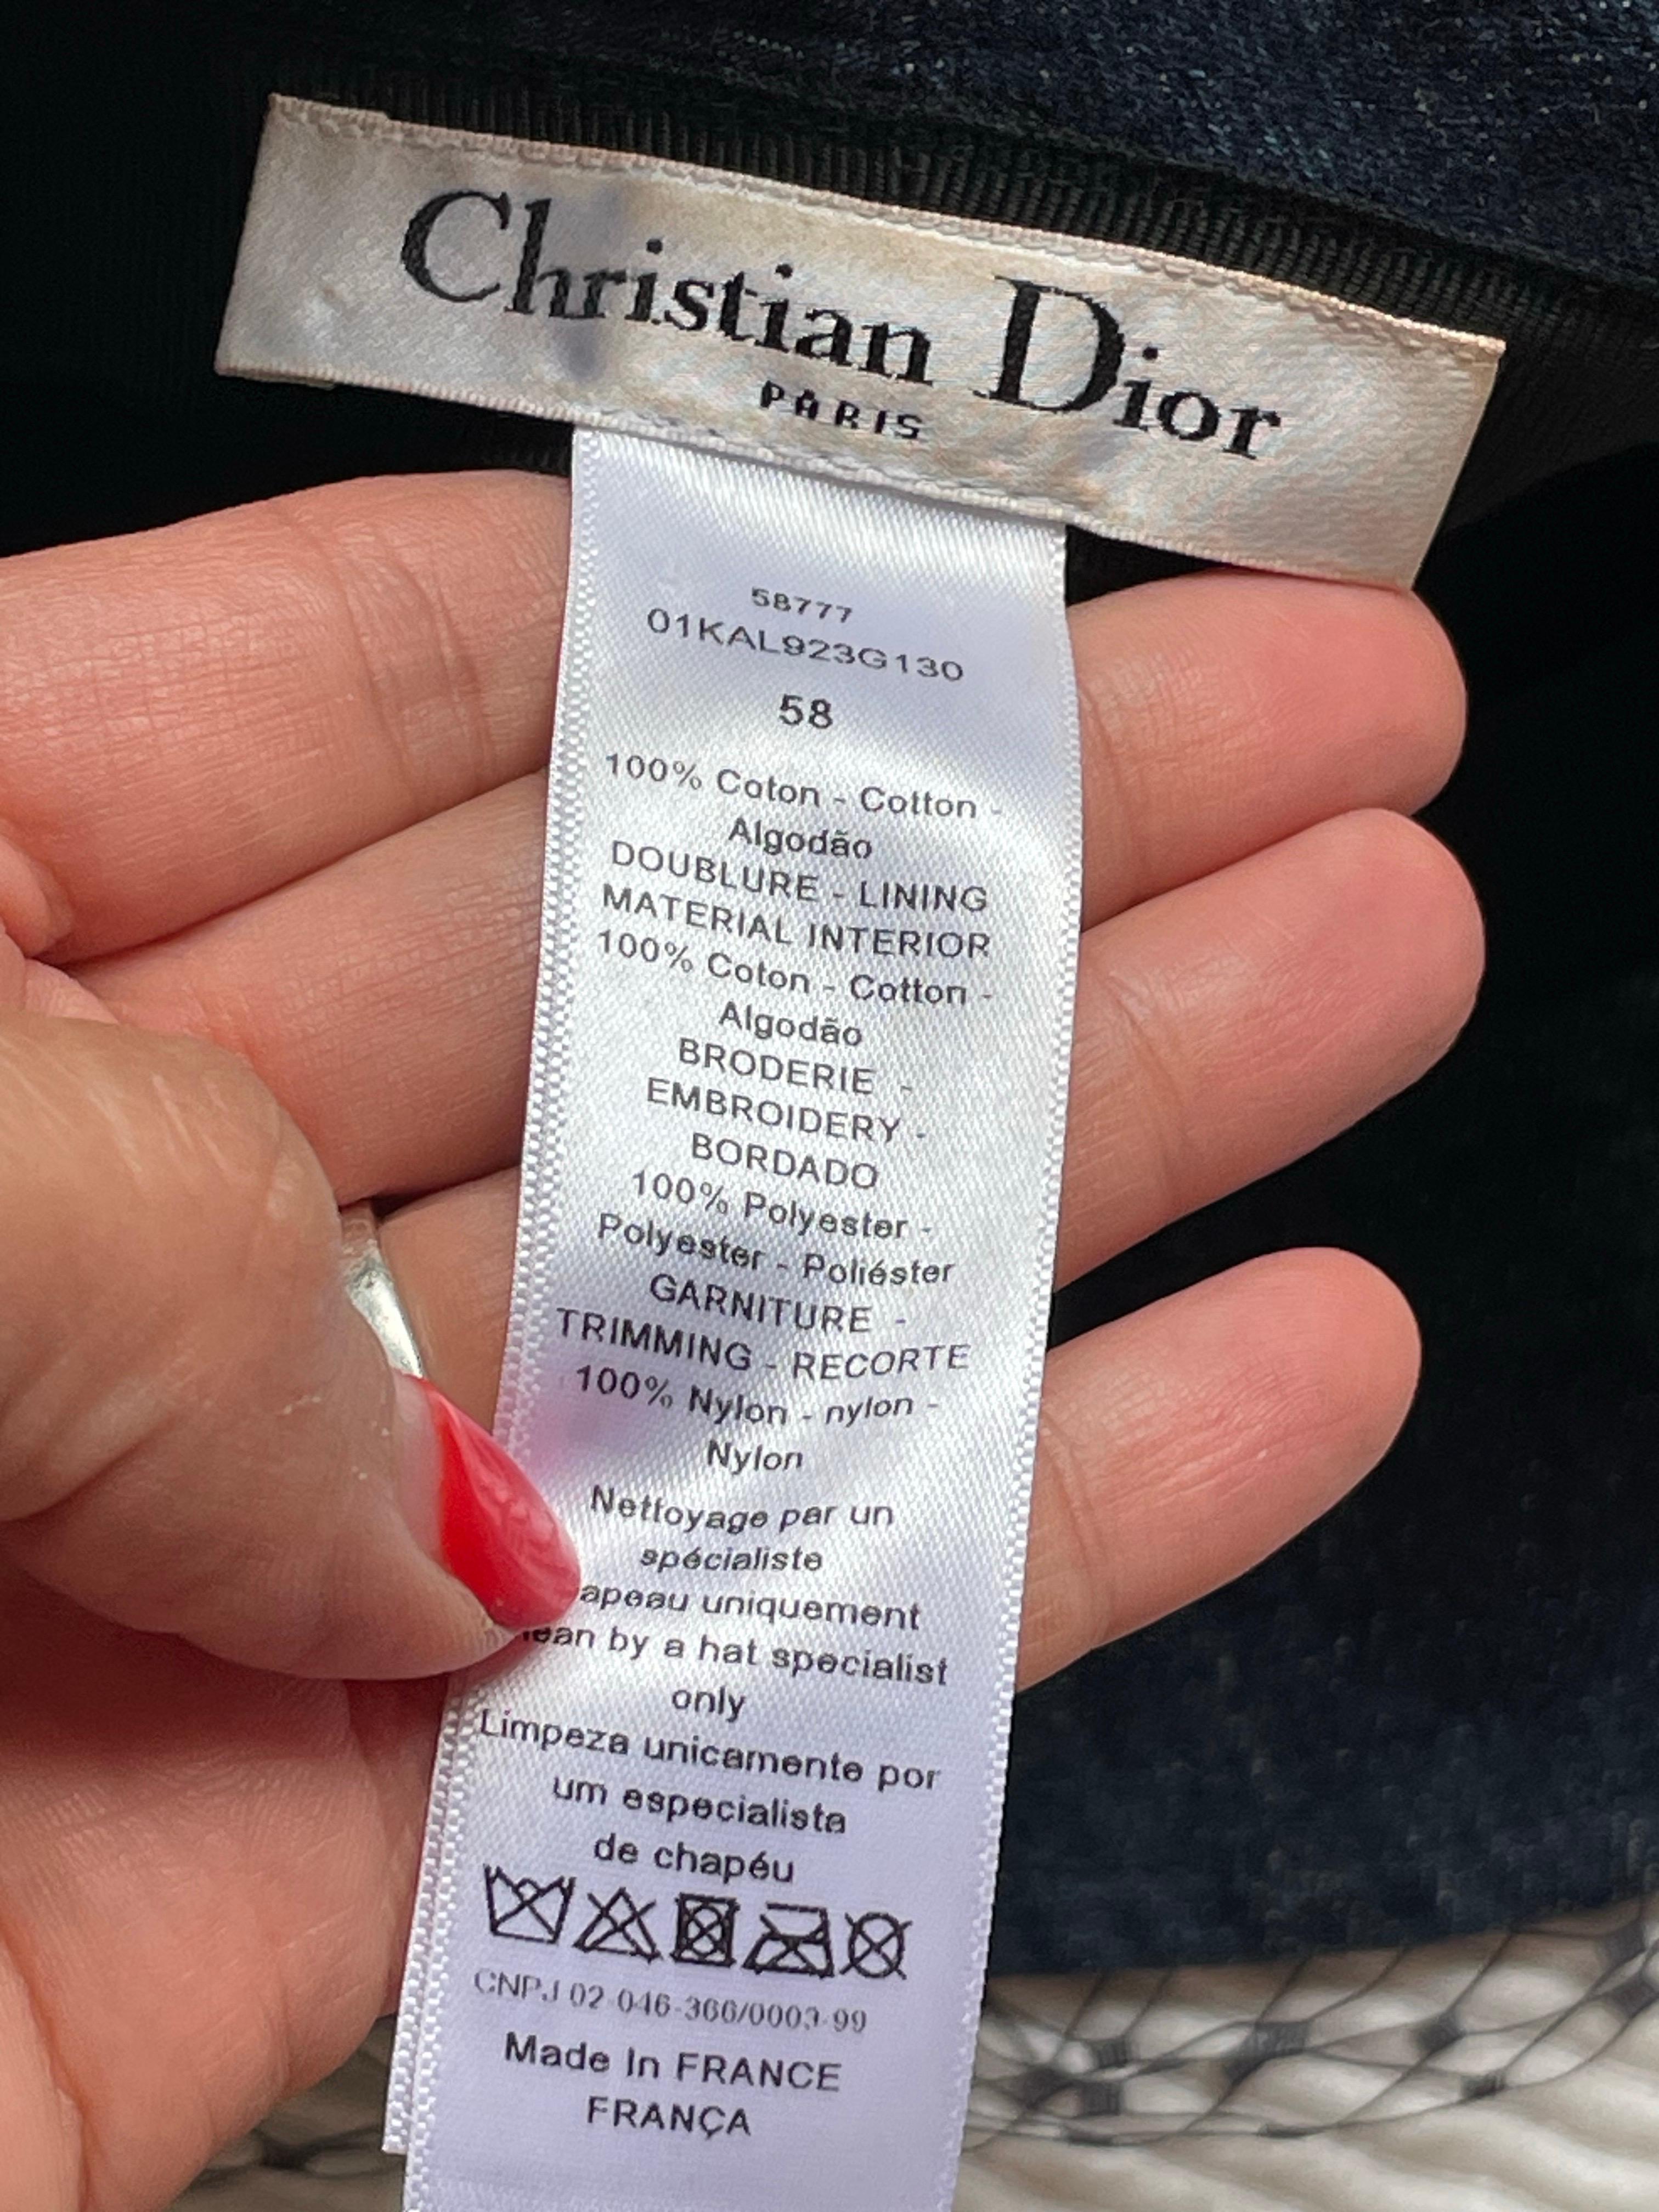 Christian Dior
PARIS
58777
01KAL923G130
58
100% Coton - Cotton -
Algodão
DOUBLURE - LINING
MATERIAL INTERIOR
100% Coton - Cotton -
Algodão
BRODERIE -
EMBROIDERY -
BORDADO
100% Polyester -
Polyester - Poliéster
GARNITURE -
TRIMMING - RECORTE
100% Nylon - nylon -
Nylon
Nettoyage par un
spécialiste
apeau uniquement
lean by a hat specialist
only
Limpeza unicamente por
um especialista
de chapéu
CNPJ 02-046-366/0003-99
Made In FRANCE
FRANÇA